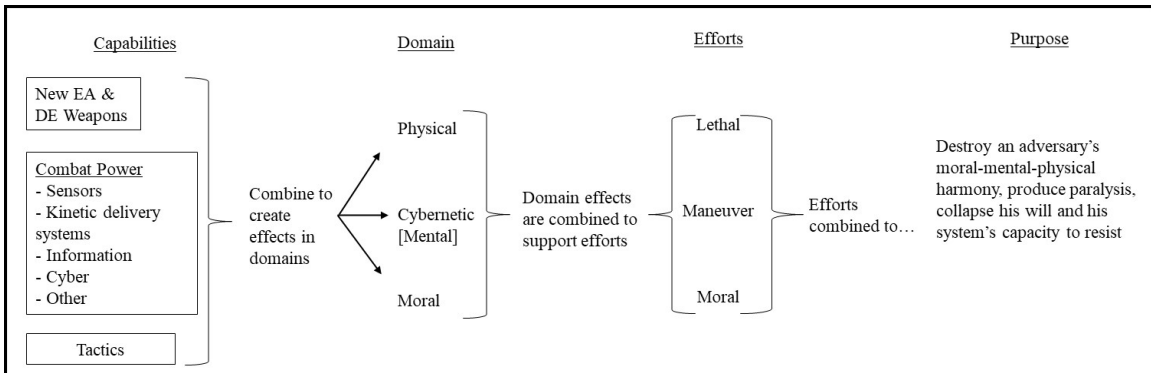 Capabilities
Domain
Efforts
Purpose
New EA &
DE Weapons
Combat Power
- Sensors
- Kinetic delivery
systems
- Information
- Cyber
- Other
Tactics
Combine to
create
effects in
domains
Physical
Cybernetic
[Mental]
Moral
Domain effects
are combined to
support efforts
Lethal
Maneuver
Moral
Efforts
combined to…
Destroy an adversary’s
moral-mental-physical
harmony, produce paralysis,
collapse his will and his
system’s capacity to resist